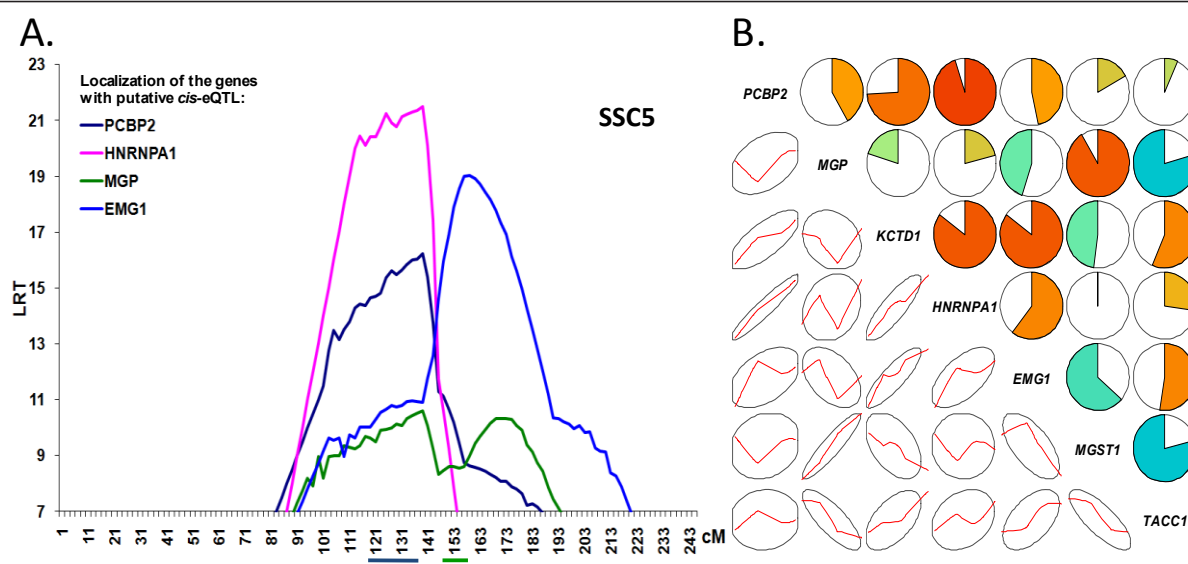 A.
B.
23
21
19
17
15
13
11
9
7
LRT
Localization of the genes
with putative cis-eQTL:
PCBP2
HNRNPA1
MGP
EMG1
SSC5
1 11 21 31 41 51 61 71 81 91 101 111 121 131 141 153 163 173 183 193 203 213 223 233 243 cM
PCBP2
MGP
KCTD1
HNRNPA1
EMG1
MGST1
TACC1